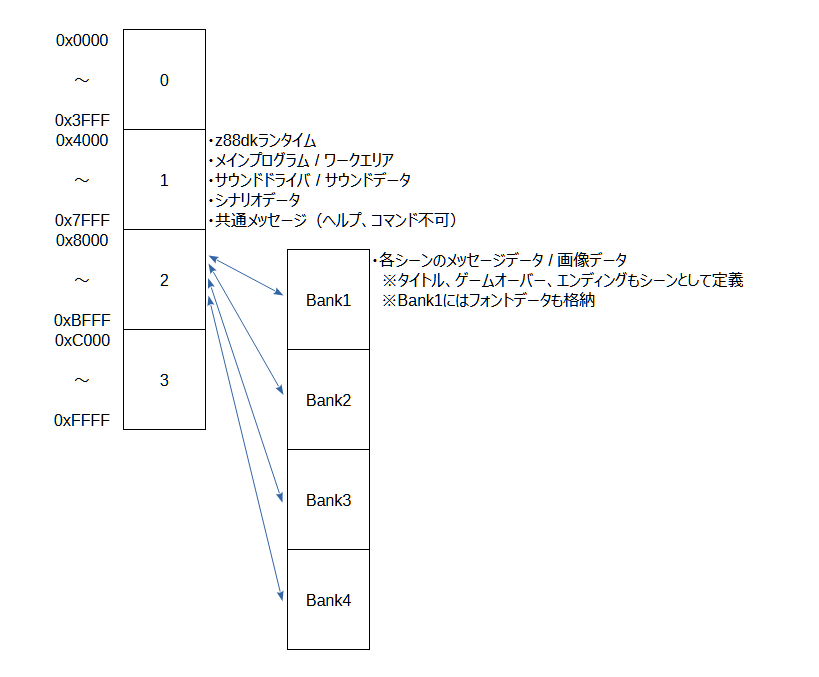 0x0000
～
0x3FFF
0
0x4000
～
0x7FFF
1
・z88dkランタイム
・メインプログラム / ワークエリア
・サウンドドライバ / サウンドデータ
・シナリオデータ
・共通メッセージ（ヘルプ、コマンド不可）
0x8000
～
0xBFFF
2
0xC000
～
0xFFFF
3
Bank1
・各シーンのメッセージデータ / 画像データ
※タイトル、ゲームオーバー、エンディングもシーンとして定義
※Bank1にはフォントデータも格納
Bank2
Bank3
Bank4